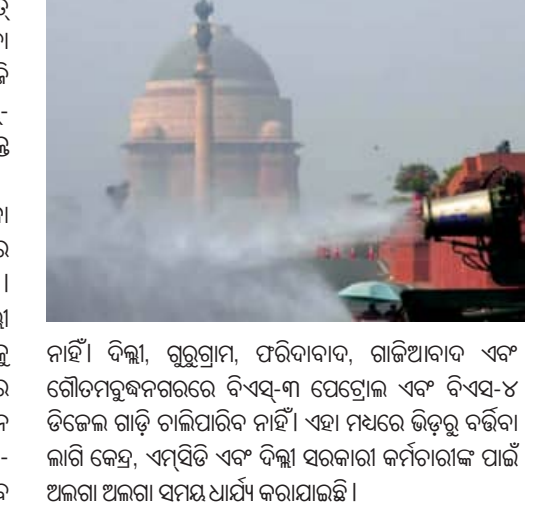 ନାହିଁ। ଦିଲ୍ଲୀ, ଗୁରୁଗ୍ରାମ, ଫରିଦାବାଦ, ଗାଜିଆବାଦ ଏବଂ
ଗୌତମବୁଦ୍ଧନଗରରେ ବିଏସ୍-୩ ପେଟ୍ରୋଲ ଏବଂ ବିଏସ-୪
ଡିଜେଲ ଗାଡ଼ି ଚାଲିପାରିବ ନାହିଁ। ଏହା ମଧ୍ୟରେ ଭିଡ଼ରୁ ବର୍ତ୍ତିବା
ଲାଗି କେନ୍ଦ୍ର, ଏମ୍‌ସିଡି ଏବଂ ଦିଲ୍ଲୀ ସରକାରୀ କର୍ମଚାରୀଙ୍କ ପାଇଁ
ଅଲଗା ଅଲଗା ସମୟ ଧାର୍ଯ୍ୟ କରାଯାଇଛି।